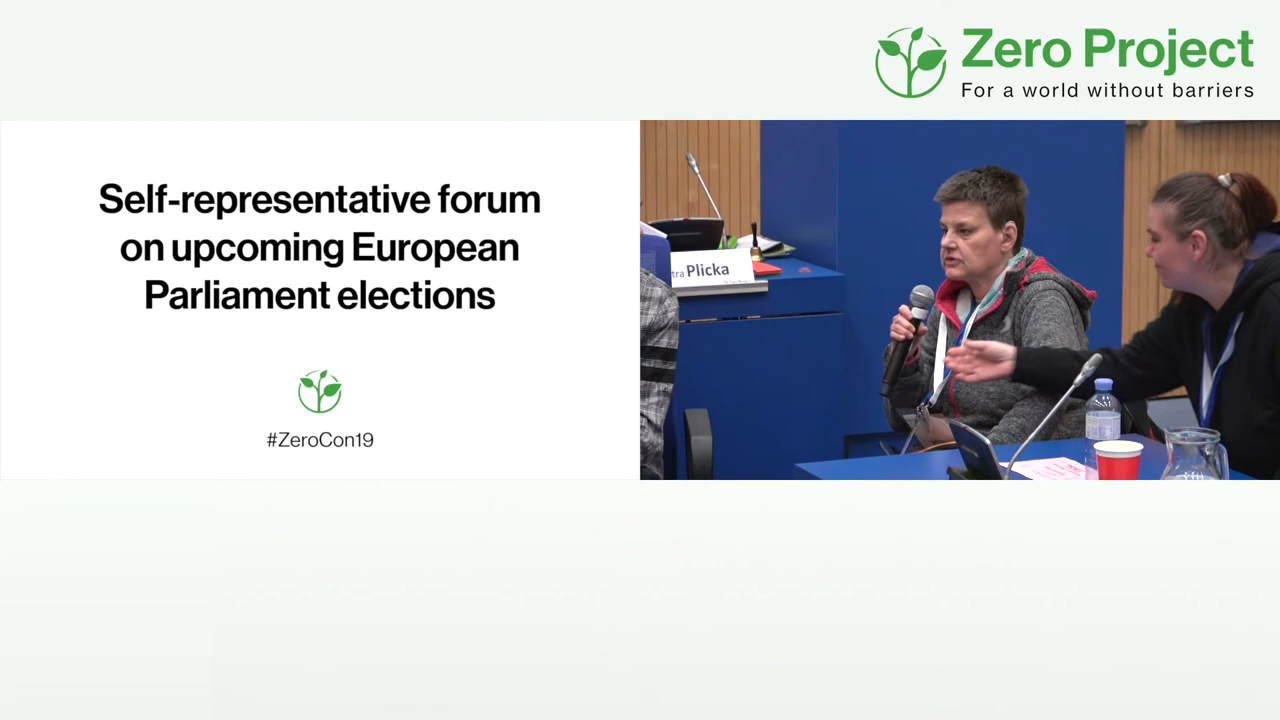 Zero Project
For a world without barriers
Self-representative forum
on upcoming European
Parliament elections
#ZeroCon19
Plicka